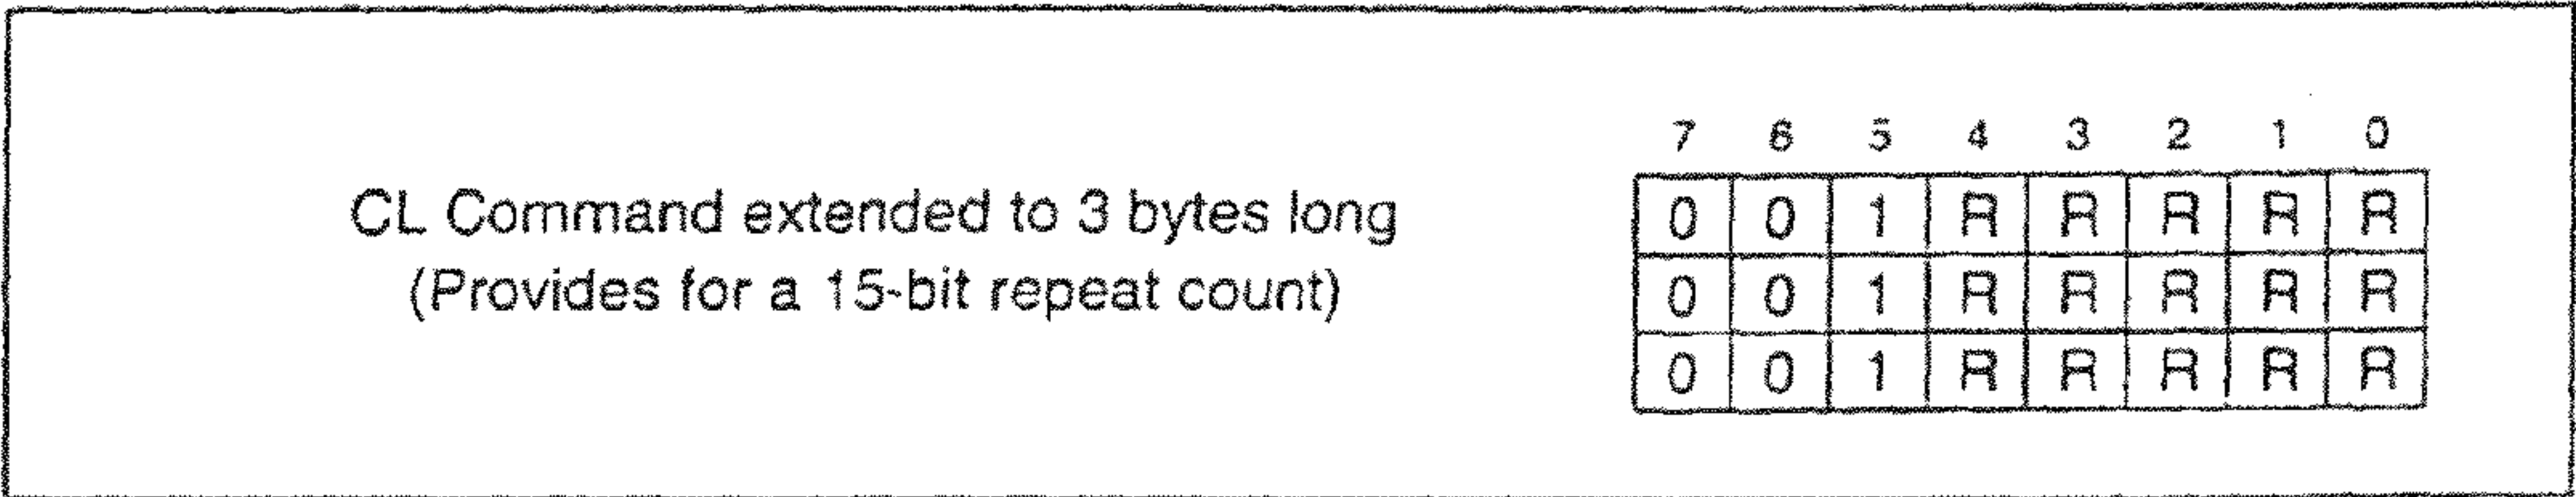 7 6 5 4 3 2 1 0
CL Command extended to 3 bytes long
(Provides for a 15-bit repeat count)
0 0 1 R R R R R
0 0 1 R R R R R
0 0 1 R R R R R